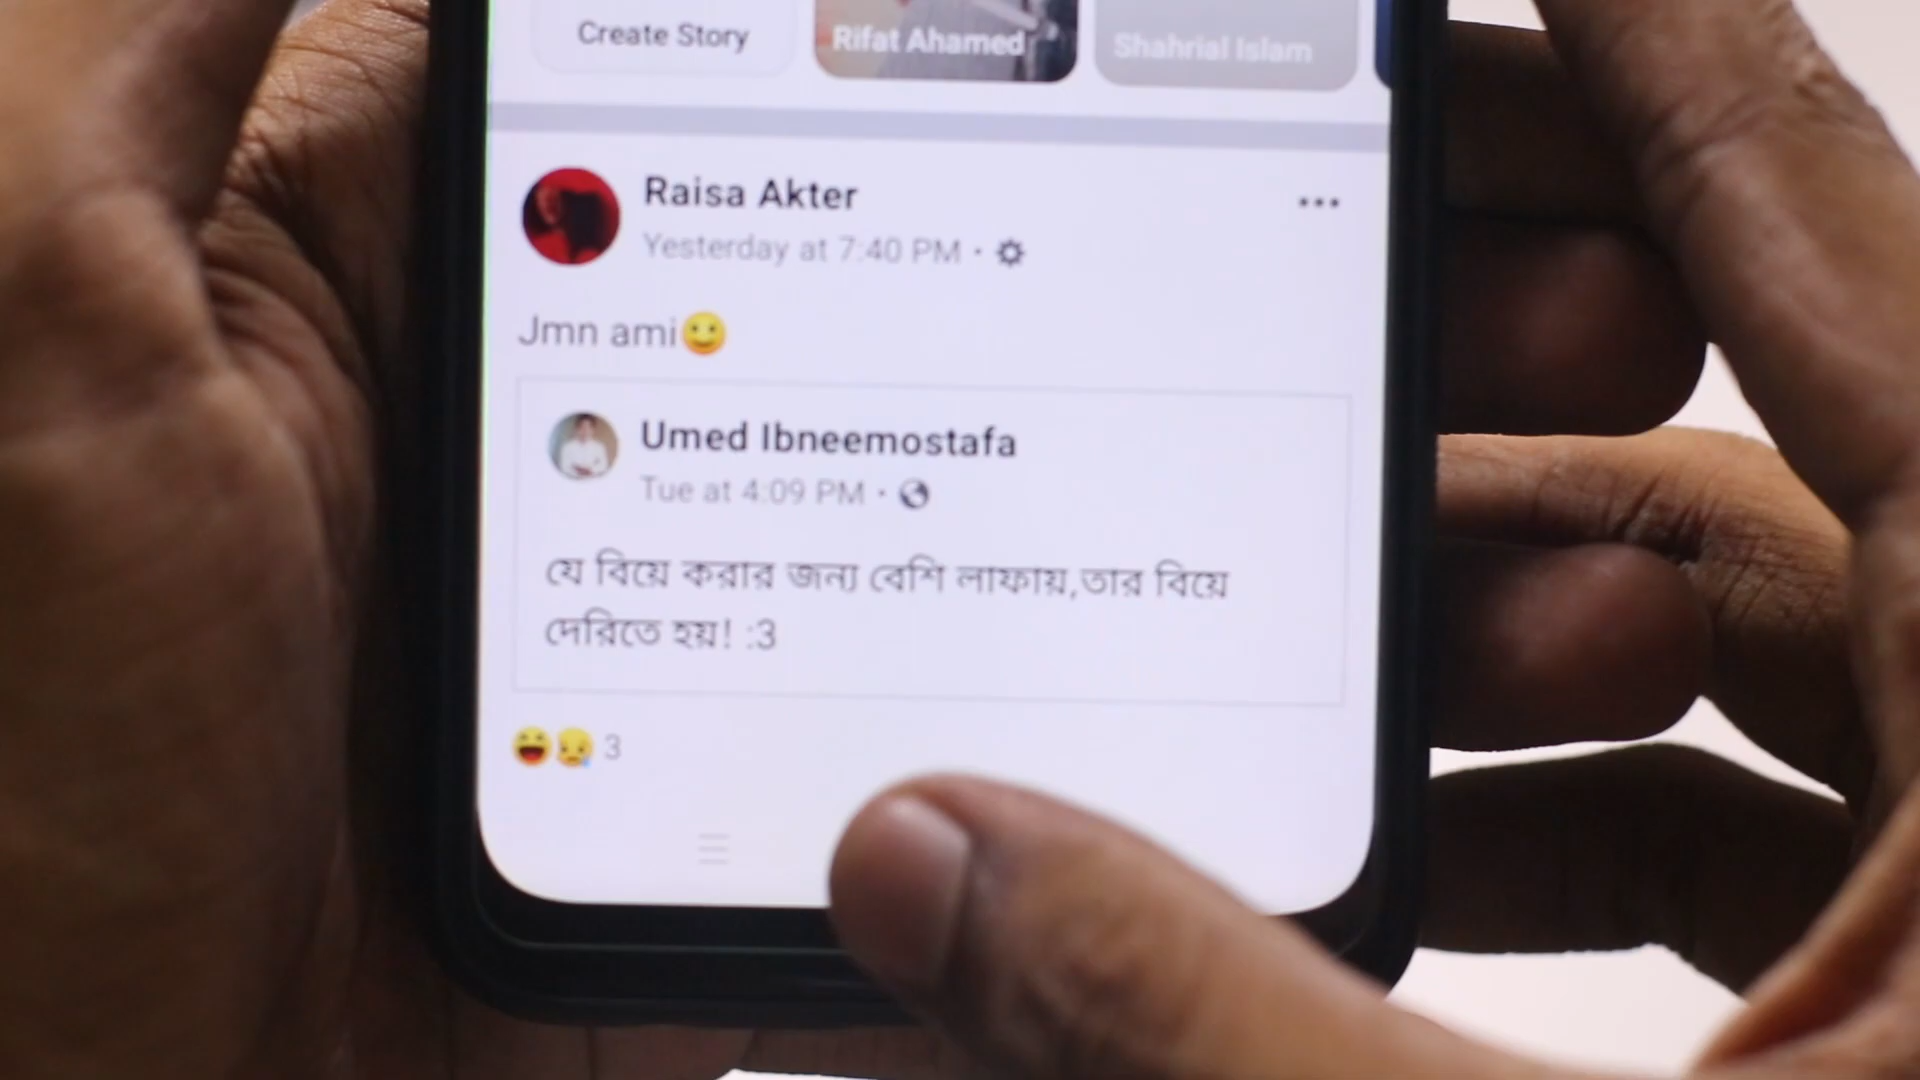 Create Story
Rifat Ahamed
Shahrial Islam
Raisa Akter
Yesterday at 7:40 PM ·
Jmn ami🙂
Umed Ibneemostafa
Tue at 4:09 PM ·
যে বিয়ে করার জন্য বেশি লাফায়,তার বিয়ে
দেরিতে হয়! :3
3